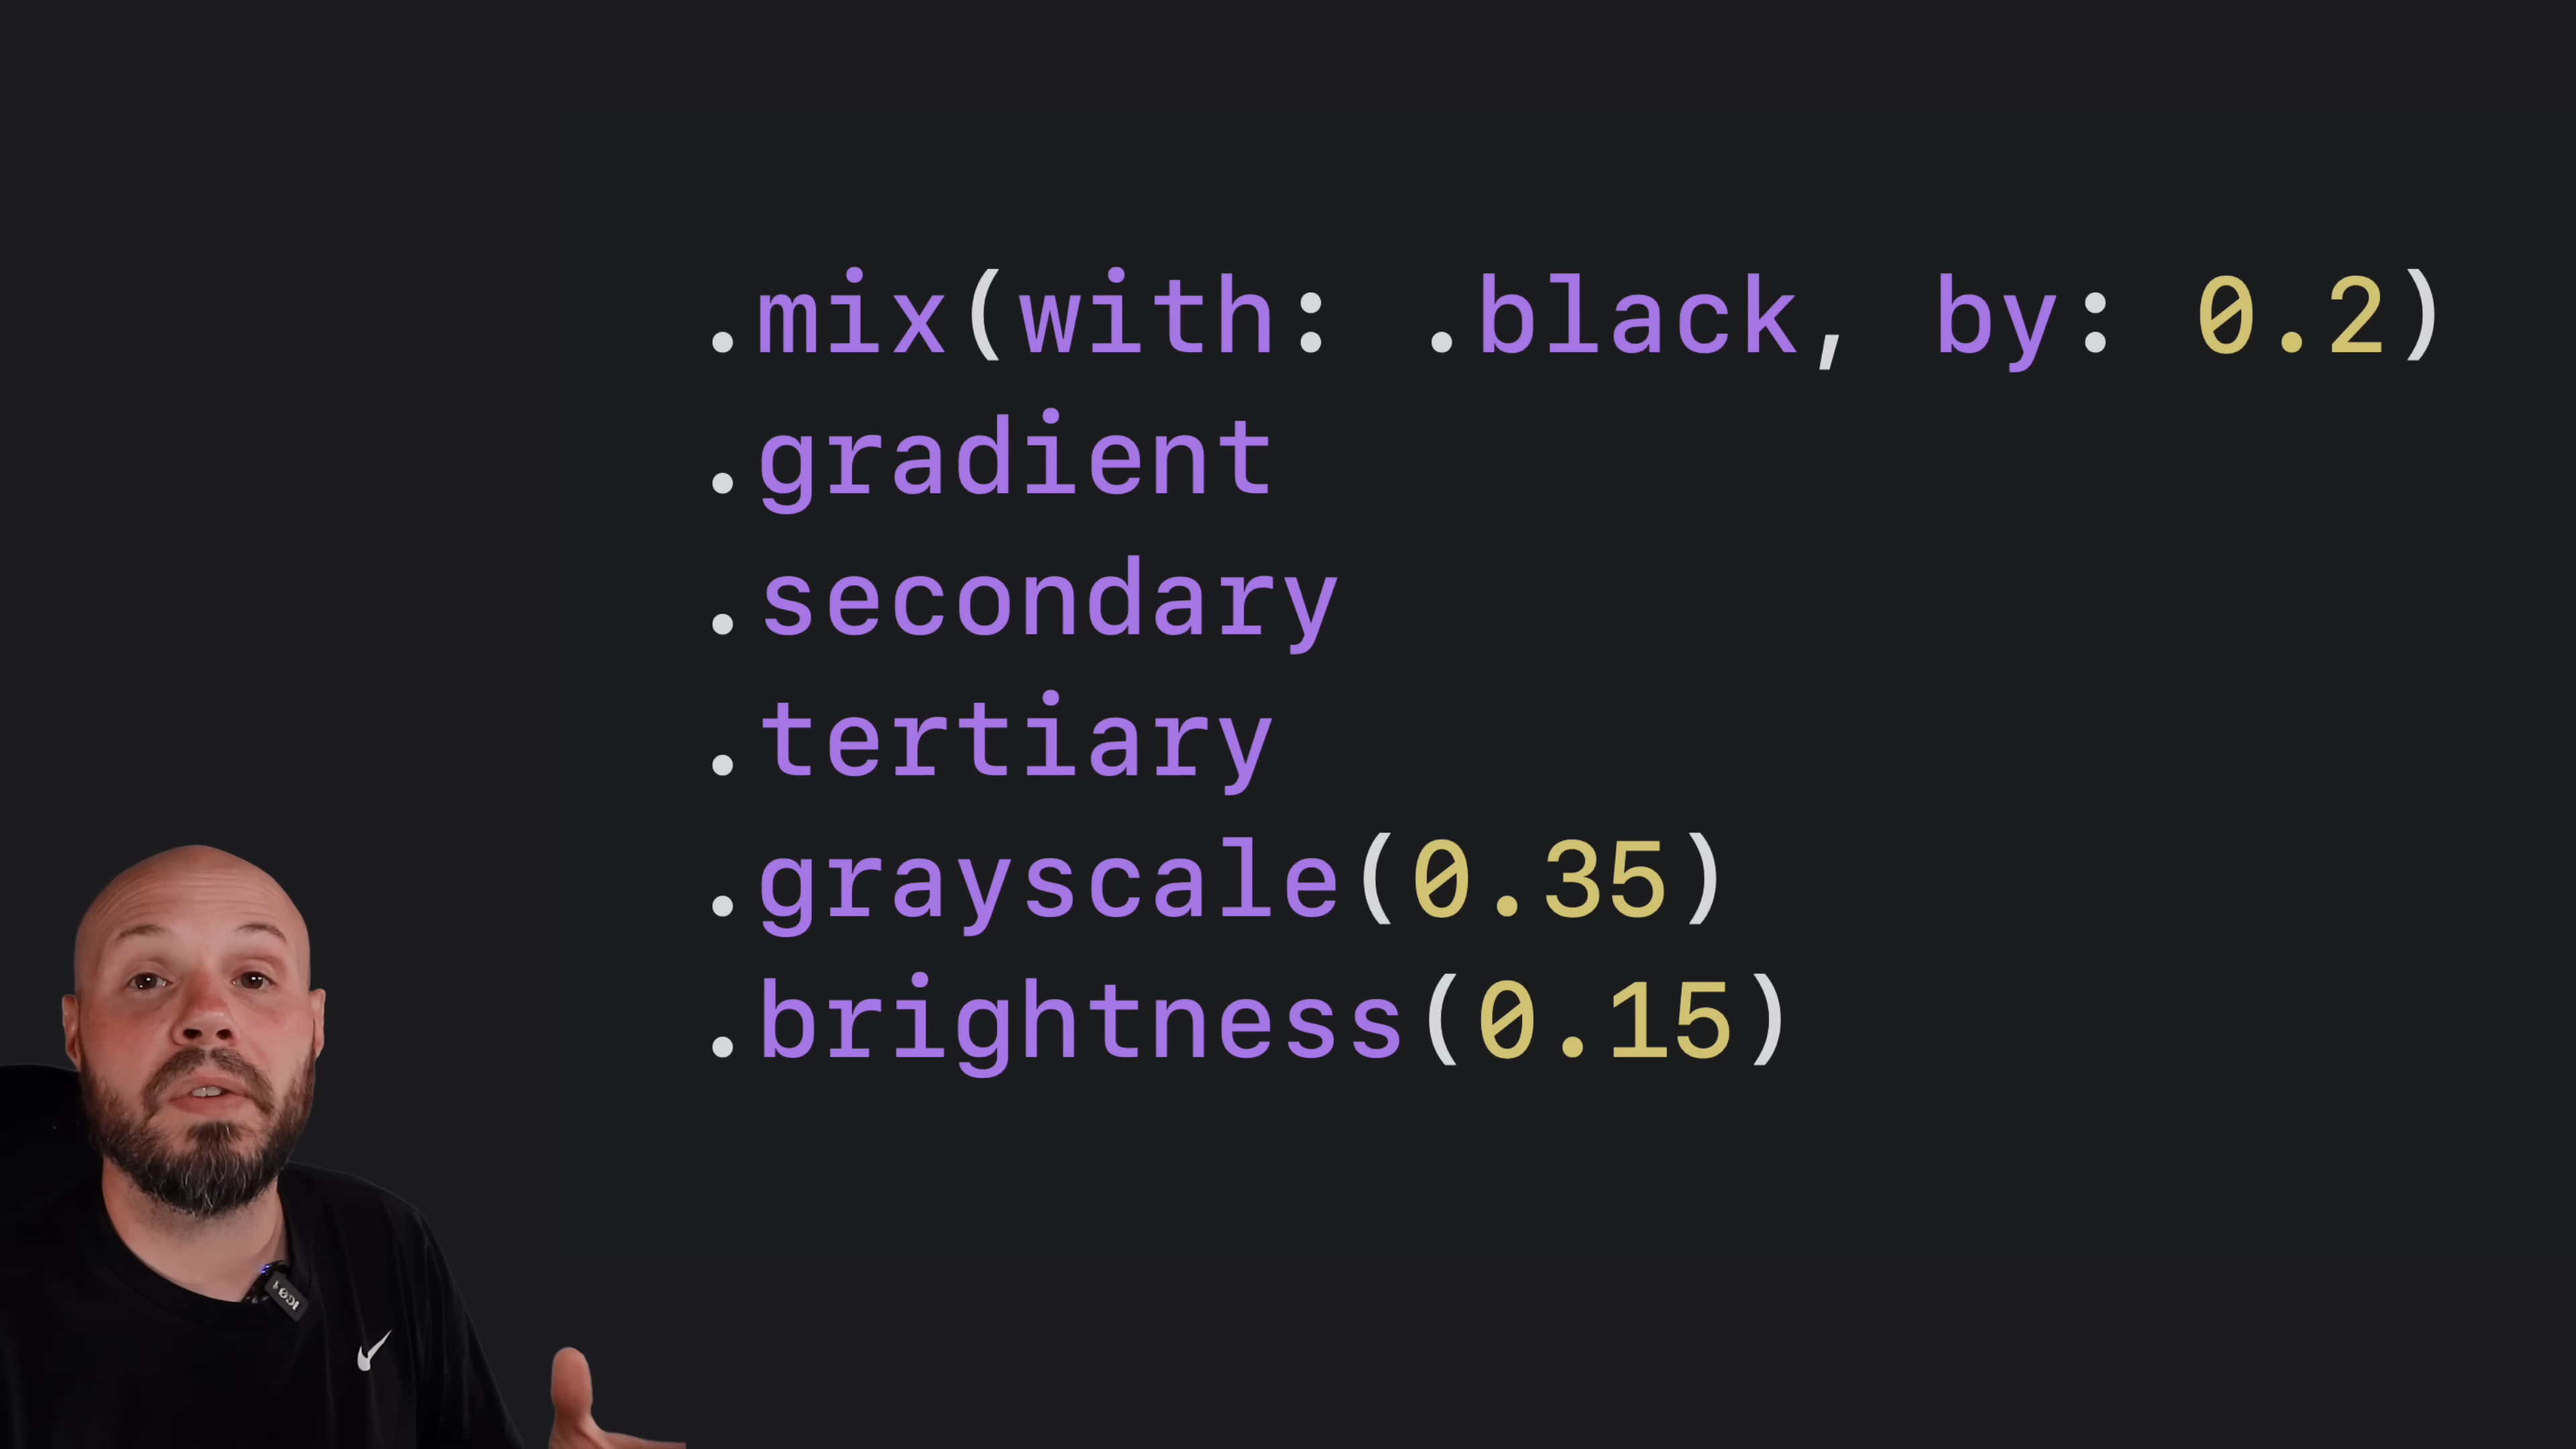 .mix(with: .black, by: 0.2)
.gradient
.secondary
.tertiary
.grayscale(0.35)
.brightness(0.15)